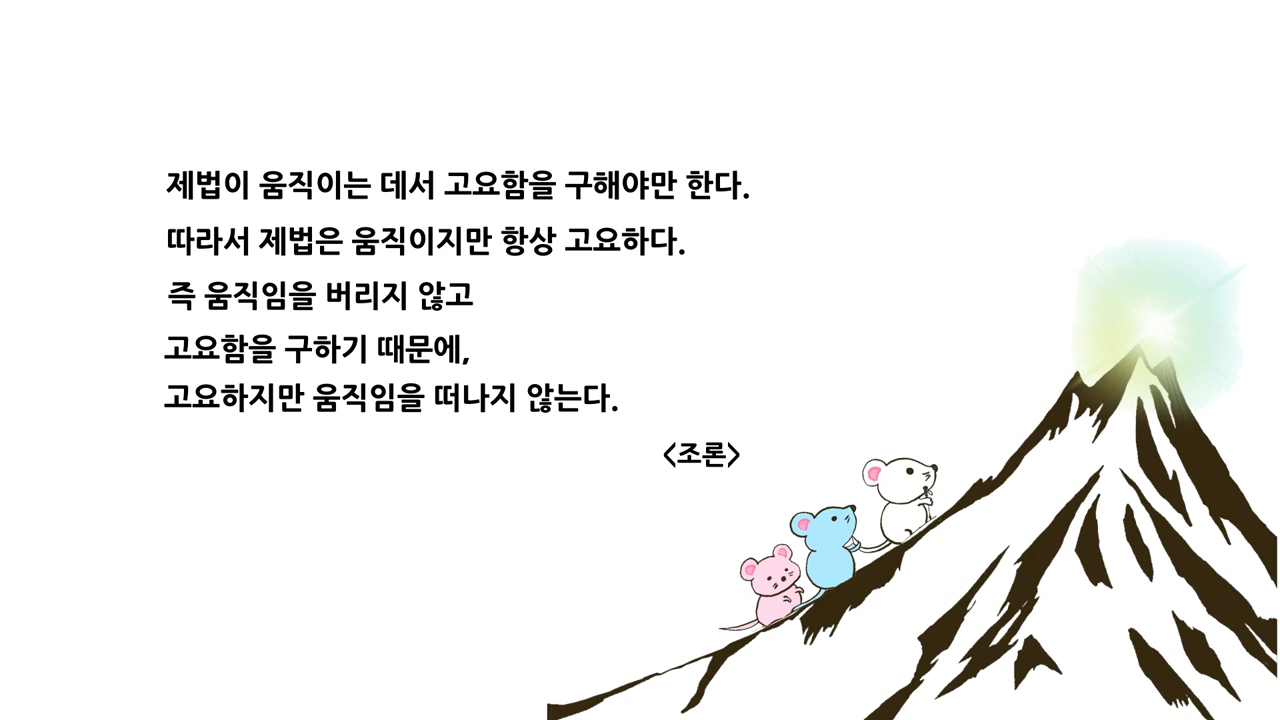 제법이 움직이는 데서 고요함을 구해야만 한다.
따라서 제법은 움직이지만 항상 고요하다.
즉 움직임을 버리지 않고
고요함을 구하기 때문에,
고요하지만 움직임을 떠나지 않는다.
<조론>